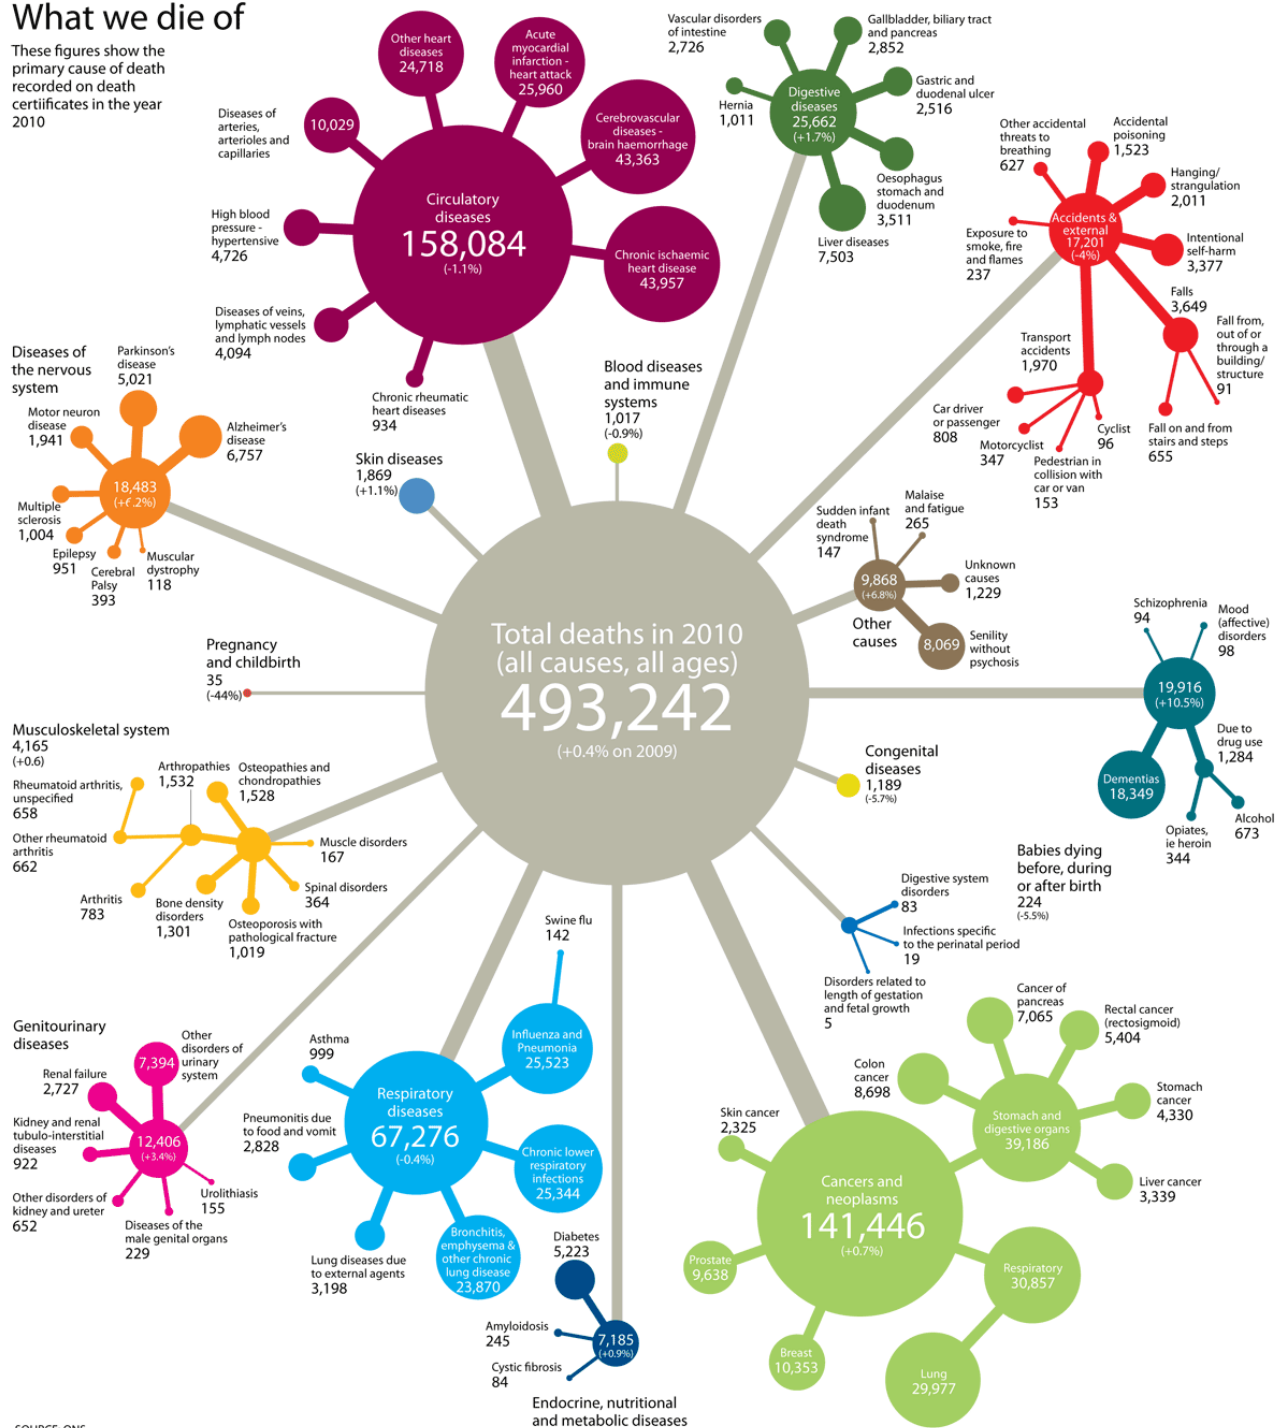 What we die of
These figures show the
primary cause of death
recorded on death
certiificates in the year
2010
Circulatory
diseases
158,084
(-1.1%)
Other heart
diseases
24,718
Acute
myocardial
infarction -
heart attack
25,960
Cerebrovascular
diseases -
brain haemorrhage
43,363
Chronic ischaemic
heart disease
43,957
Diseases of
arteries,
arterioles and
capillaries
10,029
High blood
pressure -
hypertensive
4,726
Diseases of veins,
lymphatic vessels
and lymph nodes
4,094
Chronic rheumatic
heart diseases
934
Vascular disorders
of intestine
2,726
Gallbladder, biliary tract
and pancreas
2,852
Hernia
1,011
Digestive
diseases
25,662
(+1.7%)
Gastric and
duodenal ulcer
2,516
Oesophagus
stomach and
duodenum
3,511
Liver diseases
7,503
Other accidental
threats to
breathing
627
Accidental
poisoning
1,523
Hanging/
strangulation
2,011
Accidents &
external
17,201
(-4%)
Exposure to
smoke, fire
and flames
237
Intentional
self-harm
3,377
Falls
3,649
Fall from,
out of or
through a
building/
structure
91
Fall on and from
stairs and steps
655
Transport
accidents
1,970
Car driver
or passenger
808
Motorcyclist
347
Pedestrian in
collision with
car or van
153
Cyclist
96
Blood diseases
and immune
systems
1,017
(-0.9%)
Skin diseases
1,869
(+1.1%)
Diseases of
the nervous
system
18,483
Parkinson's
disease
5,021
Motor neuron
disease
1,941
Alzheimer's
disease
6,757
Multiple
sclerosis
1,004
Epilepsy
951
Cerebral
Palsy
393
Muscular
dystrophy
118
Total deaths in 2010
(all causes, all ages)
493,242
(+0.4% on 2009)
Sudden infant
death
syndrome
147
Malaise
and fatigue
265
9,868
(+6.8%)
Other
causes
Unknown
causes
1,229
8,069
Senility
without
psychosis
Schizophrenia
94
Mood
(affective)
disorders
98
19,916
(+10.5%)
Dementias
18,349
Due to
drug use
1,284
Opiates,
ie heroin
344
Alcohol
673
Pregnancy
and childbirth
35
(-44%)
Congenital
diseases
1,189
(-5.7%)
Musculoskeletal system
4,165
(+0.6)
Rheumatoid arthritis,
unspecified
658
Arthropathies
1,532
Osteopathies and
chondropathies
1,528
Other rheumatoid
arthritis
662
Muscle disorders
167
Spinal disorders
364
Arthritis
783
Bone density
disorders
1,301
Osteoporosis with
pathological fracture
1,019
Babies dying
before, during
or after birth
224
(-5.5%)
Digestive system
disorders
83
Infections specific
to the perinatal period
19
Disorders related to
length of gestation
and fetal growth
5
Genitourinary
diseases
12,406
(+3.4%)
7,394
Other
disorders of
urinary
system
Renal failure
2,727
Kidney and renal
tubulo-interstitial
diseases
922
Other disorders of
kidney and ureter
652
Diseases of the
male genital organs
229
Urolithiasis
155
Swine flu
142
Influenza and
Pneumonia
25,523
Asthma
999
Respiratory
diseases
67,276
(-0.4%)
Pneumonitis due
to food and vomit
2,828
Chronic lower
respiratory
infections
25,344
Lung diseases due
to external agents
3,198
Bronchitis,
emphysema &
other chronic
lung disease
23,870
Diabetes
5,223
Amyloidosis
245
7,185
(+0.9%)
Cystic fibrosis
84
Endocrine, nutritional
and metabolic diseases
Cancers and
neoplasms
141,446
(+0.7%)
Skin cancer
2,325
Prostate
9,638
Breast
10,353
Respiratory
30,857
Lung
29,977
Stomach and
digestive organs
39,186
Colon
cancer
8,698
Cancer of
pancreas
7,065
Rectal cancer
(rectosigmoid)
5,404
Stomach
cancer
4,330
Liver cancer
3,339